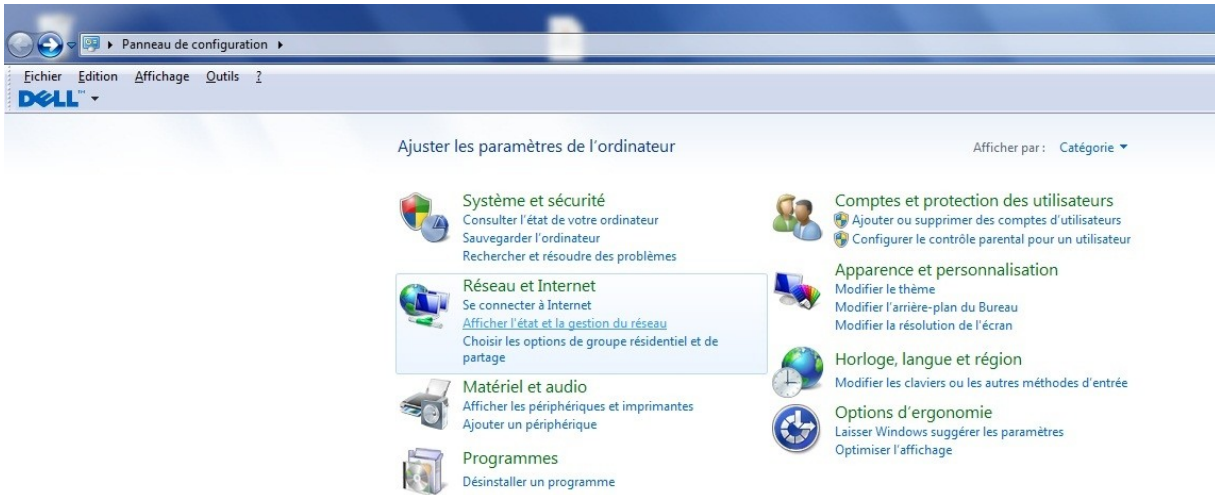 Panneau de configuration
Fichier Edition Affichage Outils ?
DELL™
Ajuster les paramètres de l'ordinateur
Afficher par : Catégorie
Système et sécurité
Consulter l'état de votre ordinateur
Sauvegarder l'ordinateur
Rechercher et résoudre des problèmes
Réseau et Internet
Se connecter à Internet
Afficher l'état et la gestion du réseau
Choisir les options de groupe résidentiel et de
partage
Matériel et audio
Afficher les périphériques et imprimantes
Ajouter un périphérique
Programmes
Désinstaller un programme
Comptes et protection des utilisateurs
Ajouter ou supprimer des comptes d'utilisateurs
Configurer le contrôle parental pour un utilisateur
Apparence et personnalisation
Modifier le thème
Modifier l'arrière-plan du Bureau
Modifier la résolution de l'écran
Horloge, langue et région
Modifier les claviers ou les autres méthodes d'entrée
Options d'ergonomie
Laisser Windows suggérer les paramètres
Optimiser l'affichage